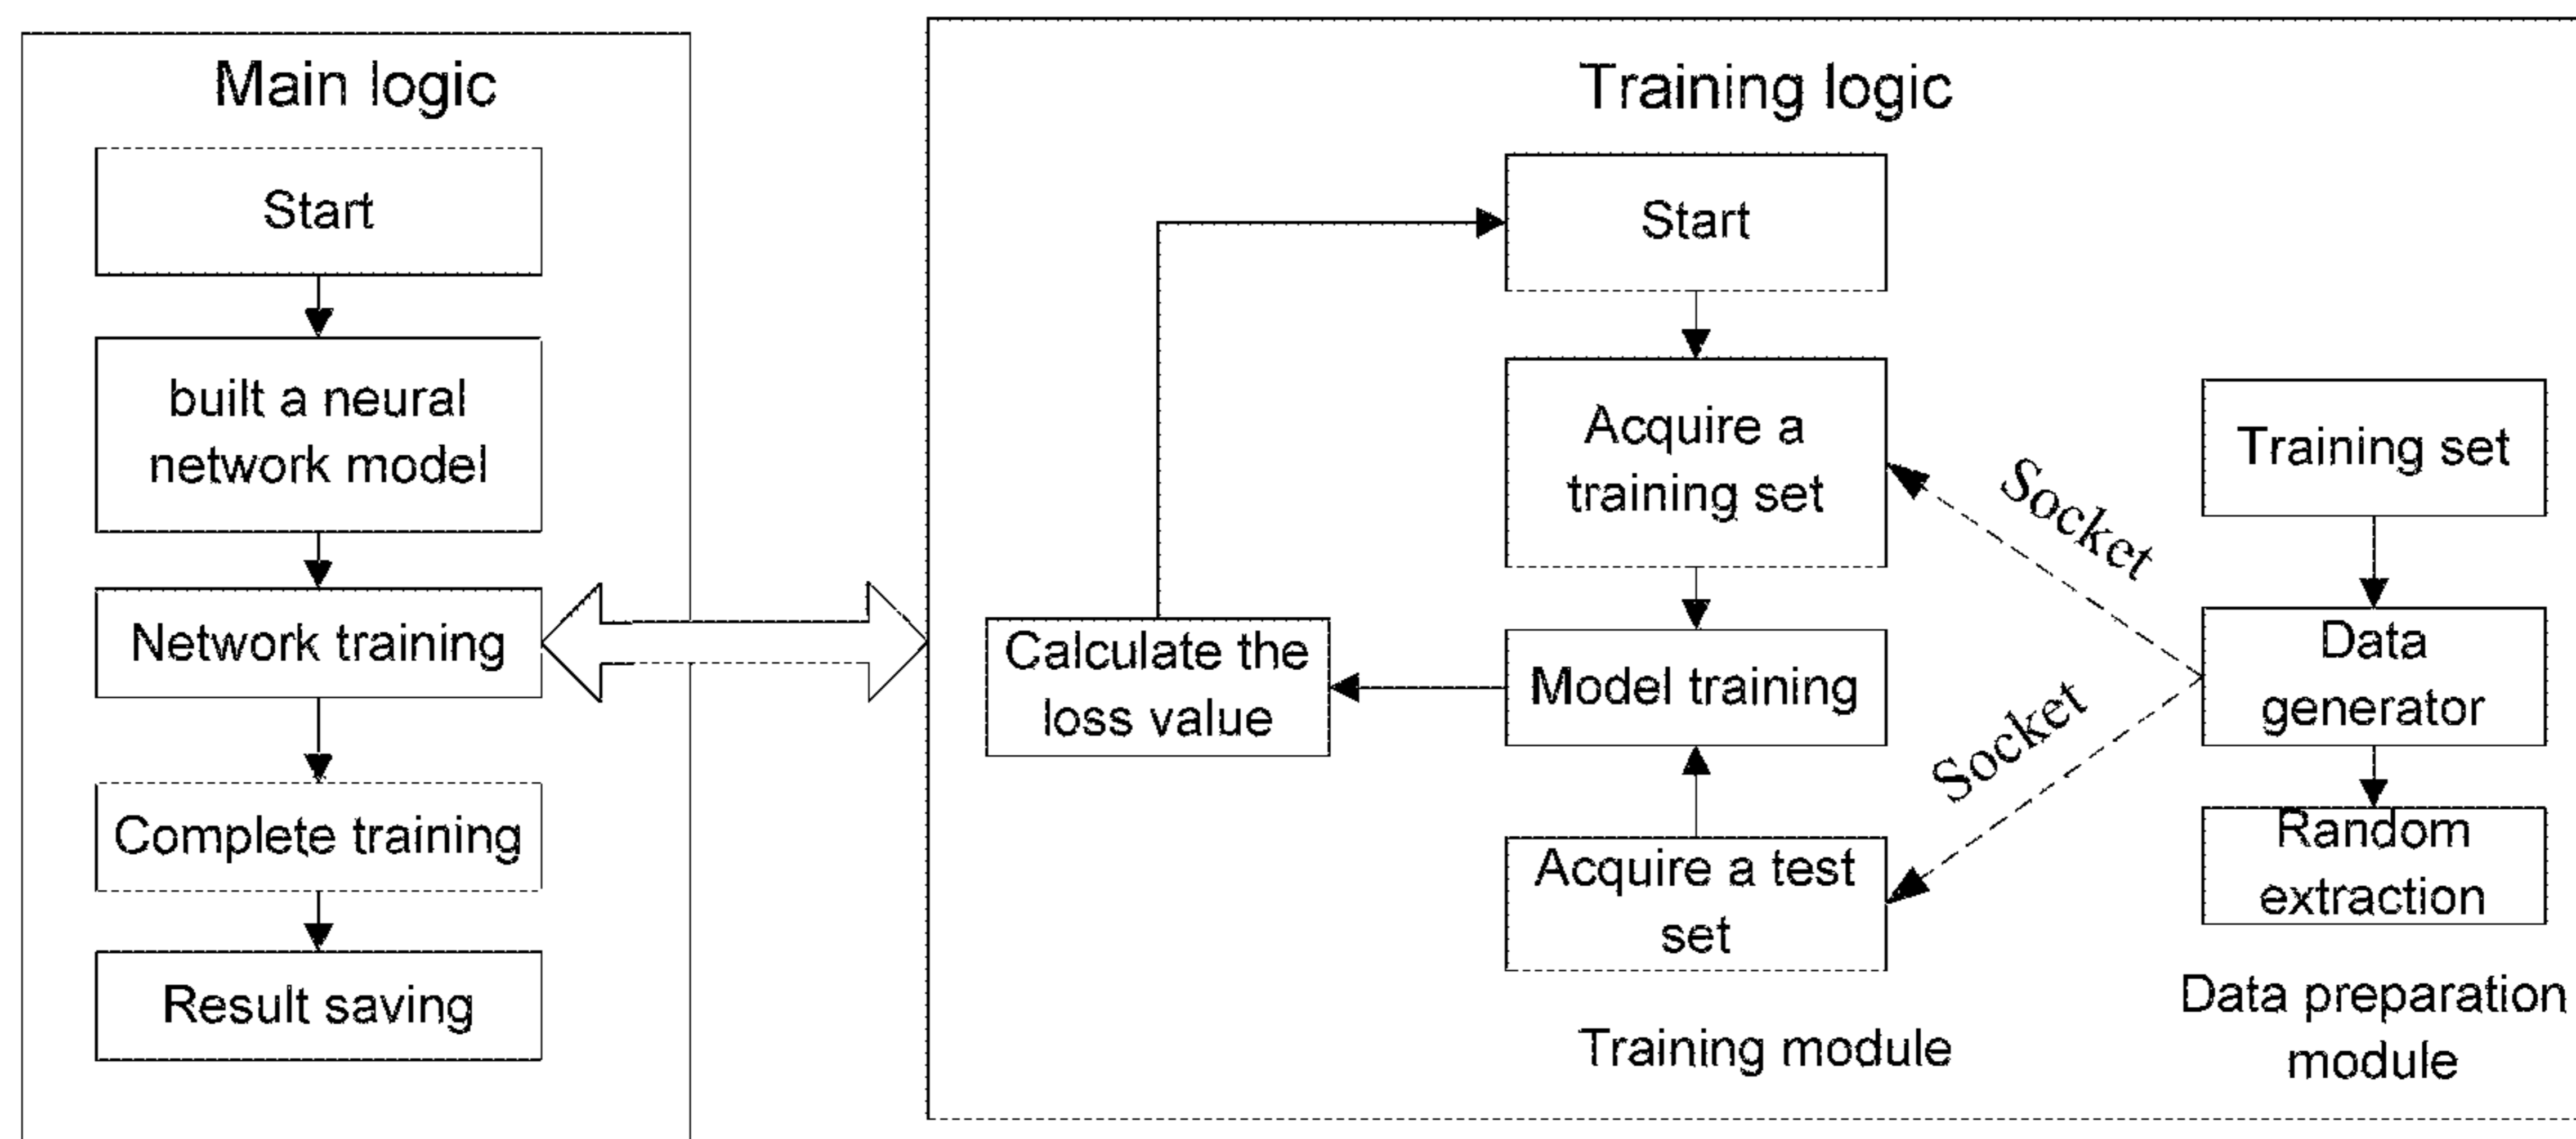 Main logic
Start
built a neural
network model
Network training
Complete training
Result saving
Training logic
Start
Acquire a
training set
Model training
Calculate the
loss value
Acquire a test
set
Training module
Socket
Socket
Training set
Data
generator
Random
extraction
Data preparation
module